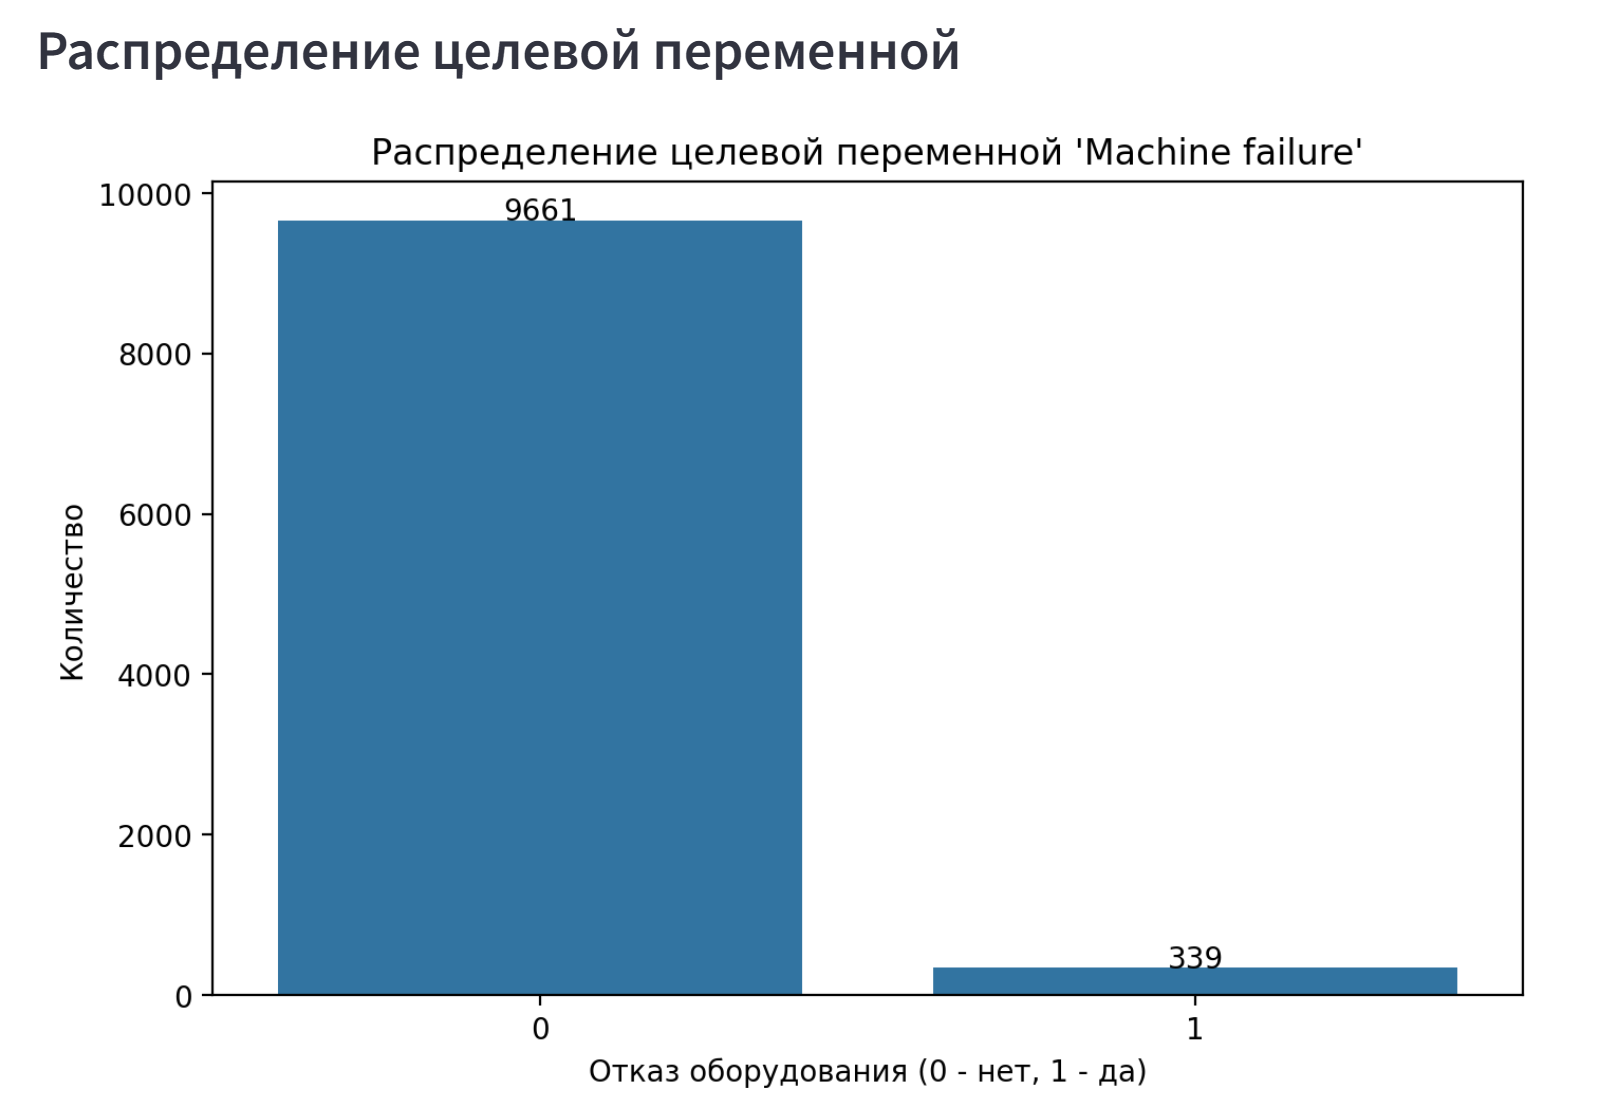 Распределение целевой переменной
Распределение целевой переменной 'Machine failure'
10000
9661
8000
6000
Количество
4000
2000
339
0
0 1
Отказ оборудования (0 - нет, 1 - да)